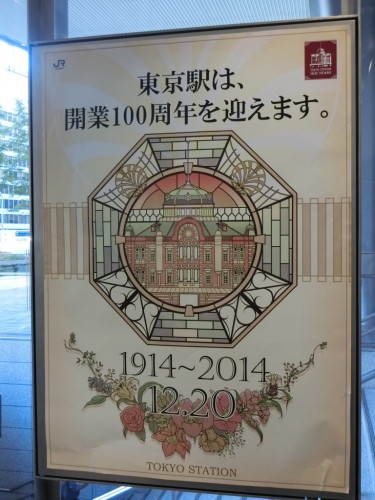 JR
東京駅は、
開業100周年を迎えます。
1914~2014
12.20
TOKYO STATION